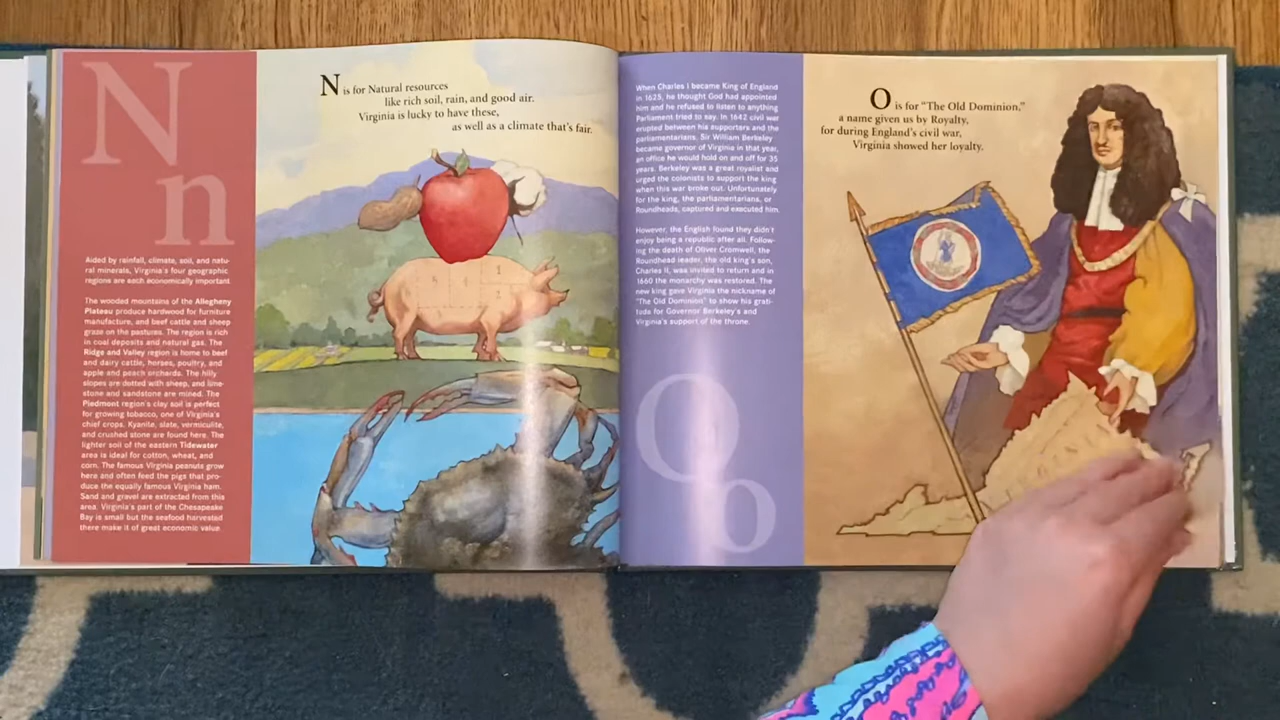 N n
Aided by rainfall, climate, soil, and natu-
ral minerals, Virginia's four geographic
regions are each economically important.
The wooded mountains of the Allegheny
Plateau produce hardwood for furniture
manufacture, and beef cattle and sheep
graze on the pastures. The region is rich
in coal deposits and natural gas. The
Ridge and Valley region is home to beef
and dairy cattle, horses, poultry, and
apple and peach orchards. The hilly
slopes are dotted with sheep, and lime-
stone and sandstone are mined. The
Piedmont region's clay soil is perfect
for growing tobacco, one of Virginia's
chief crops. Kyanite, slate, vermiculite,
and crushed stone are found here. The
lighter soil of the eastern Tidewater
area is ideal for cotton, wheat, and
corn. The famous Virginia peanuts grow
here and often feed the pigs that pro-
duce the equally famous Virginia ham.
Sand and gravel are extracted from this
area. Virginia's part of the Chesapeake
Bay is small but the seafood harvested
there make it of great economic value.
N is for Natural resources
like rich soil, rain, and good air.
Virginia is lucky to have these,
as well as a climate that's fair.
When Charles I became King of England
in 1625, he thought God had appointed
him and he refused to listen to anything
Parliament tried to say. In 1642 civil war
erupted between his supporters and the
parliamentarians. Sir William Berkeley
became governor of Virginia in that year,
an office he would hold on and off for 35
years. Berkeley was a great royalist and
urged the colonists to support the king
when this war broke out. Unfortunately
for the king, the parliamentarians, or
Roundheads, captured and executed him.
However, the English found they didn't
enjoy being a republic after all. Follow-
ing the death of Oliver Cromwell, the
Roundhead leader, the old king's son,
Charles II, was invited to return and in
1660 the monarchy was restored. The
new king gave Virginia the nickname of
"The Old Dominion" to show his grati-
tude for Governor Berkeley's and
Virginia's support of the throne.
O o
O is for "The Old Dominion,"
a name given us by Royalty,
for during England's civil war,
Virginia showed her loyalty.